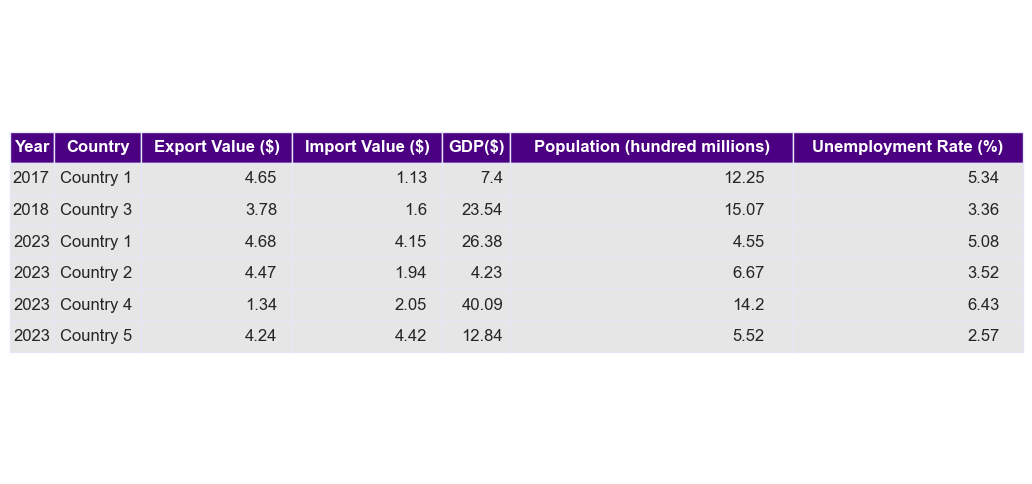 Year Country Export Value ($) Import Value ($) GDP($) Population (hundred millions) Unemployment Rate (%)
2017 Country 1 4.65 1.13 7.4 12.25 5.34
2018 Country 3 3.78 1.6 23.54 15.07 3.36
2023 Country 1 4.68 4.15 26.38 4.55 5.08
2023 Country 2 4.47 1.94 4.23 6.67 3.52
2023 Country 4 1.34 2.05 40.09 14.2 6.43
2023 Country 5 4.24 4.42 12.84 5.52 2.57